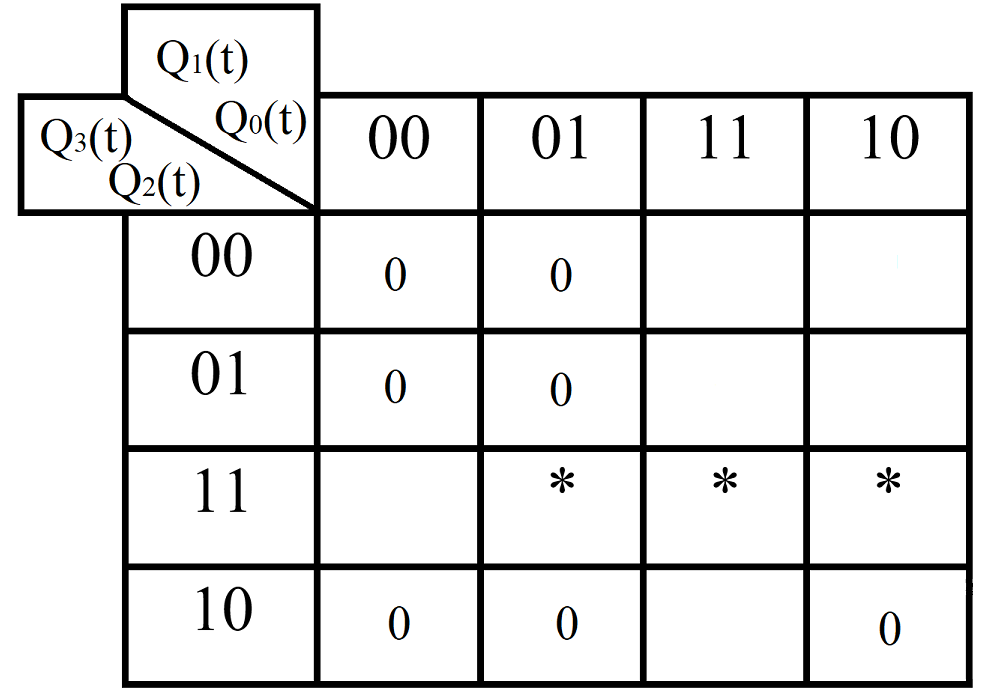 Q1(t)
Q0(t)
Q3(t)
Q2(t)
00 01 11 10
00 0 0
01 0 0
11 * * *
10 0 0 0